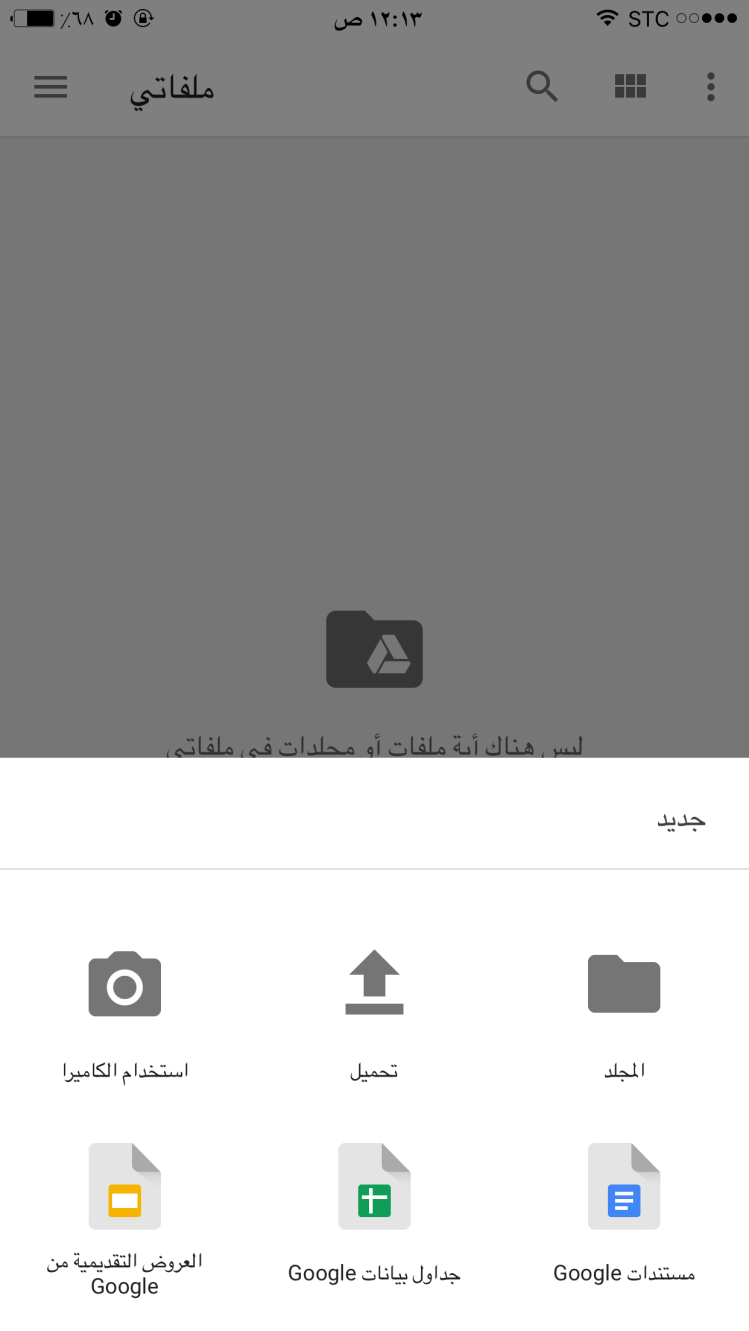 STC ١٢:١٣ ص ٪٦٨
ملفاتي
ليس هناك أية ملفات أو مجلدات في ملفاتي
جديد
المجلد
تحميل
استخدام الكاميرا
مستندات Google
جداول بيانات Google
العروض التقديمية من
Google